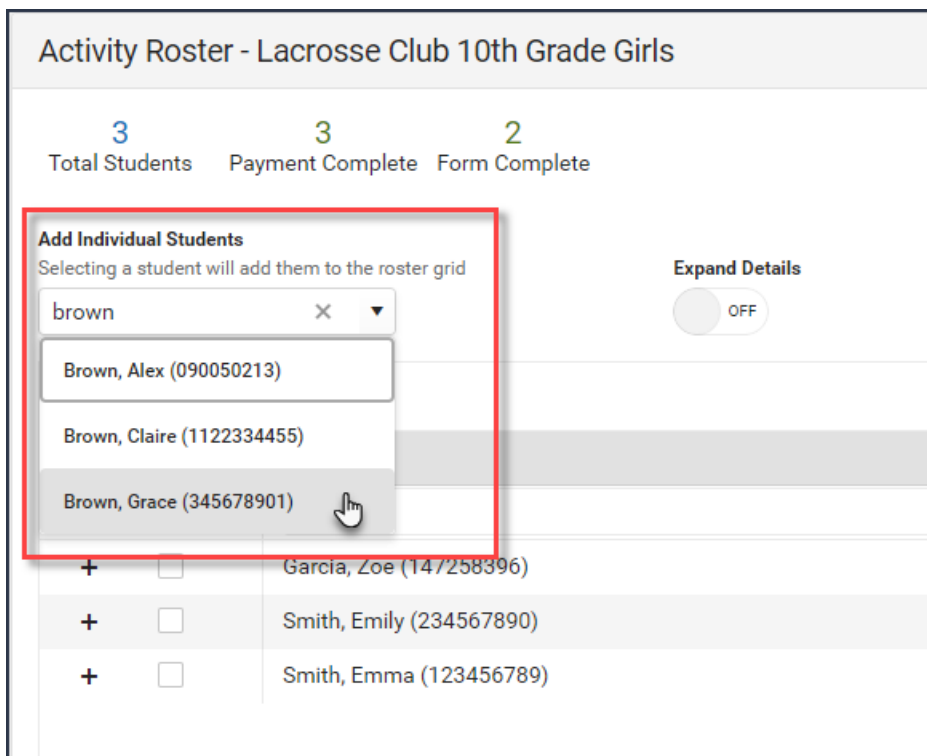 Activity Roster - Lacrosse Club 10th Grade Girls
3 3 2
Total Students Payment Complete Form Complete
Add Individual Students
Selecting a student will add them to the roster grid
Expand Details
brown
OFF
Brown, Alex (090050213)
Brown, Claire (1122334455)
Brown, Grace (345678901)
Garcia, Zoe (147258396)
Smith, Emily (234567890)
Smith, Emma (123456789)